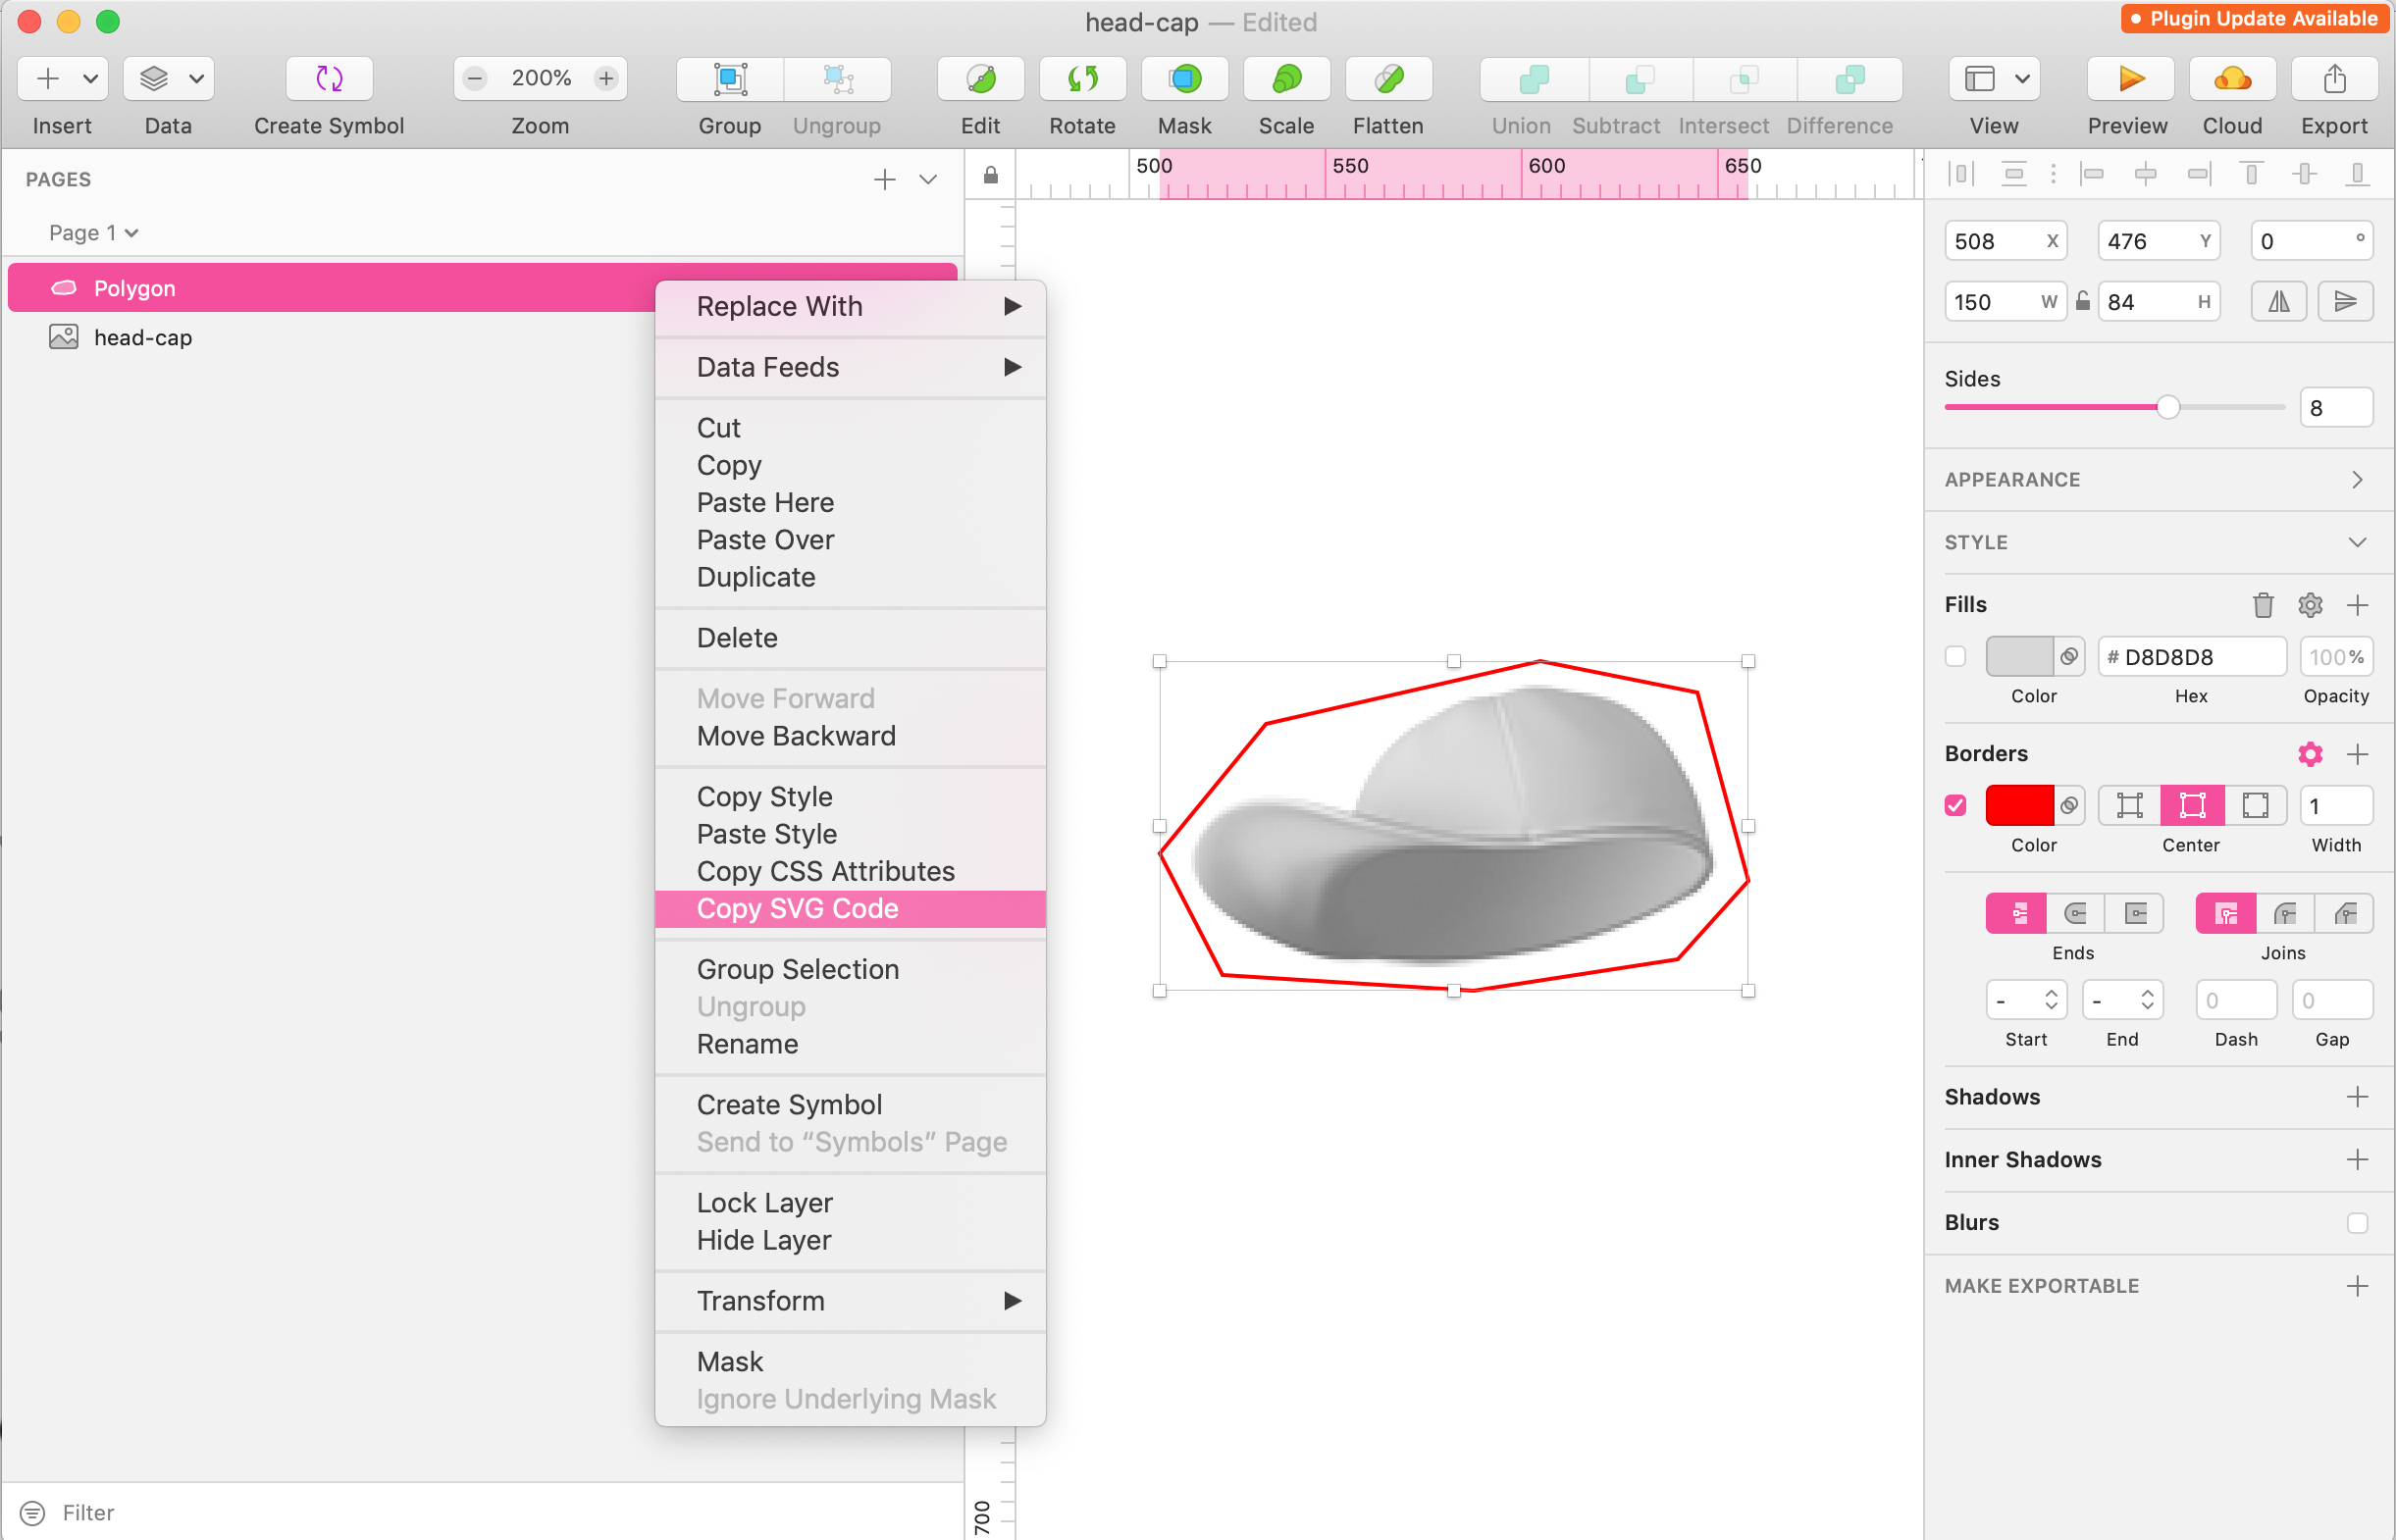 head-cap — Edited
Plugin Update Available
200%
Insert Data Create Symbol Zoom Group Ungroup Edit Rotate Mask Scale Flatten Union Subtract Intersect Difference View Preview Cloud Export
PAGES
Page 1
Polygon
head-cap
Filter
500 550 600 650
700
Replace With
Data Feeds
Cut
Copy
Paste Here
Paste Over
Duplicate
Delete
Move Forward
Move Backward
Copy Style
Paste Style
Copy CSS Attributes
Copy SVG Code
Group Selection
Ungroup
Rename
Create Symbol
Send to “Symbols” Page
Lock Layer
Hide Layer
Transform
Mask
Ignore Underlying Mask
508 X 476 Y 0 °
150 W 84 H
Sides
8
APPEARANCE
STYLE
Fills
# D8D8D8 100%
Color Hex Opacity
Borders
1
Color Center Width
Ends Joins
- - 0 0
Start End Dash Gap
Shadows
Inner Shadows
Blurs
MAKE EXPORTABLE